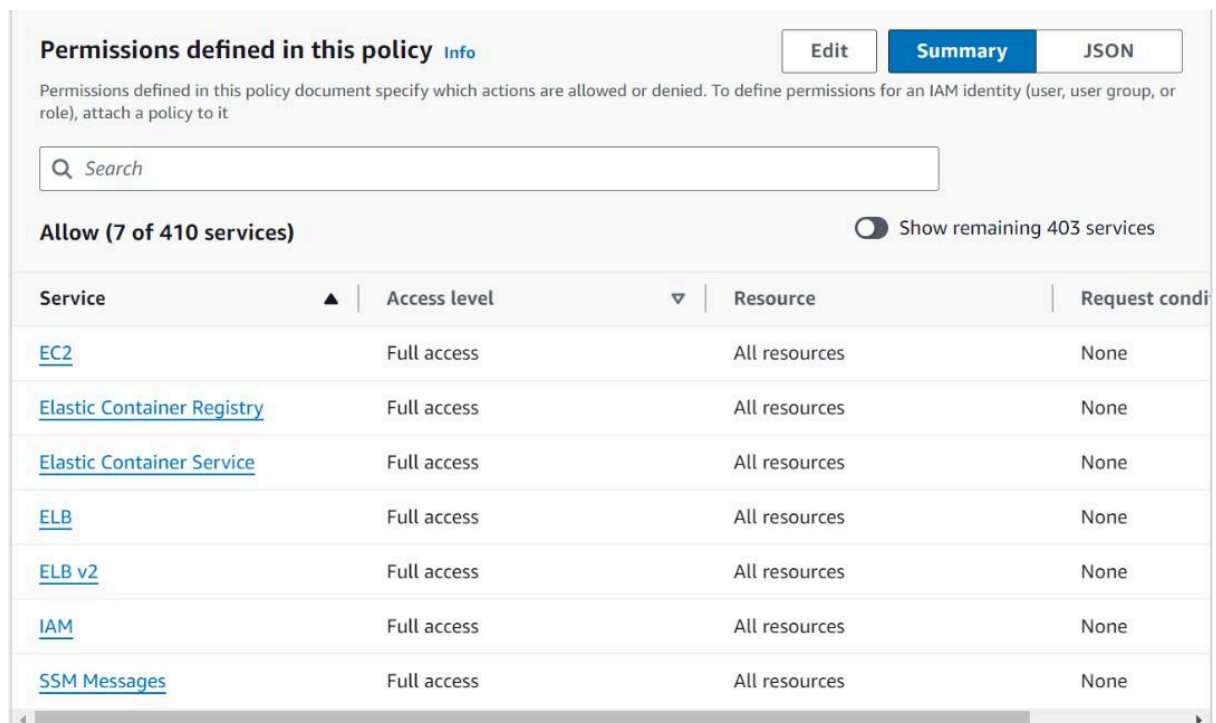 Permissions defined in this policy Info Edit Summary JSON
Permissions defined in this policy document specify which actions are allowed or denied. To define permissions for an IAM identity (user, user group, or
role), attach a policy to it
Search
Allow (7 of 410 services) Show remaining 403 services
Service Access level Resource Request condi
EC2 Full access All resources None
Elastic Container Registry Full access All resources None
Elastic Container Service Full access All resources None
ELB Full access All resources None
ELB v2 Full access All resources None
IAM Full access All resources None
SSM Messages Full access All resources None